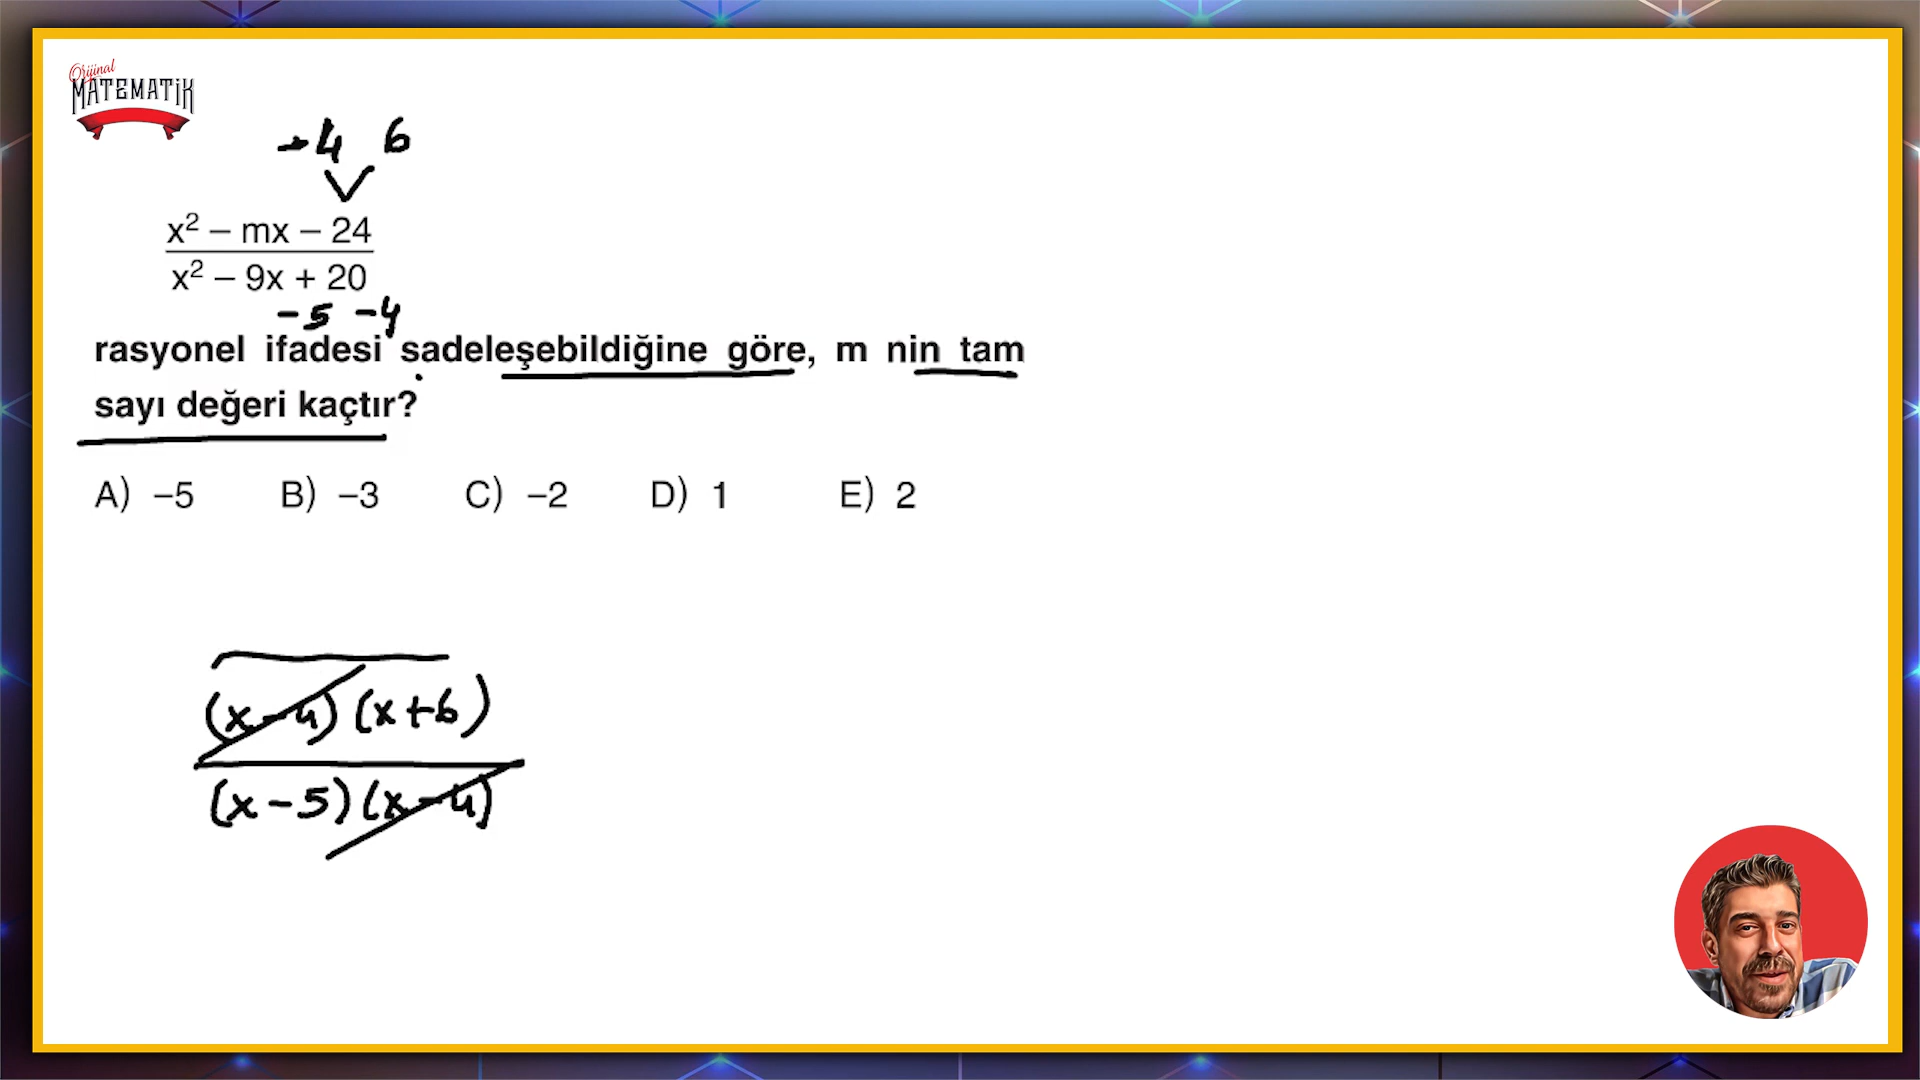 Orijinal
MATEMATİK
-4 6
x² – mx – 24
x² – 9x + 20
-5 -4
rasyonel ifadesi sadeleşebildiğine göre, m nin tam
sayı değeri kaçtır?
A) –5 B) –3 C) –2 D) 1 E) 2
(x-4)(x+6)
(x-5)(x-4)